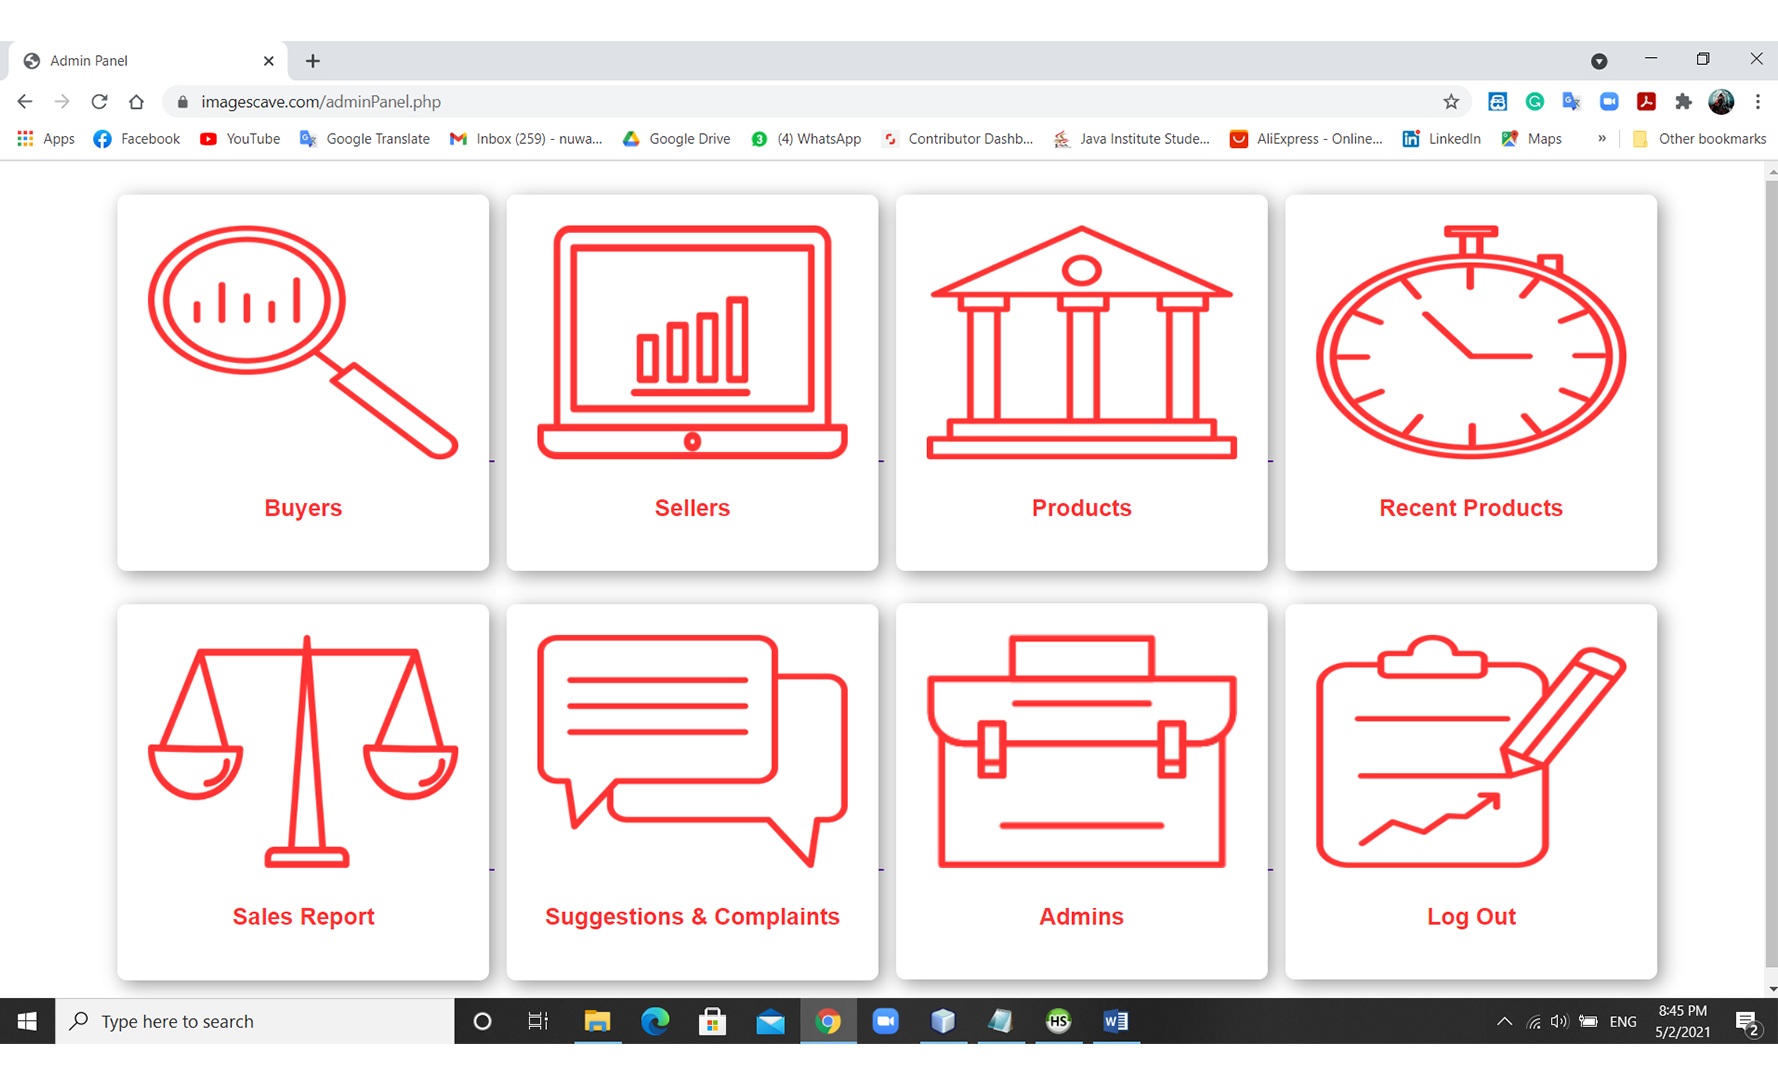 Admin Panel
imagescave.com/adminPanel.php
Apps Facebook YouTube Google Translate Inbox (259) - nuwa... Google Drive (4) WhatsApp Contributor Dashb... Java Institute Stude... AliExpress - Online... LinkedIn Maps » Other bookmarks
Buyers Sellers Products Recent Products
Sales Report Suggestions & Complaints Admins Log Out
Type here to search
HS
ENG
8:45 PM
5/2/2021
2